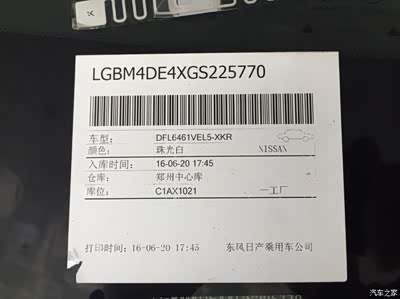 LGBM4DE4XGS225770
车型: DFL6461VEL5-XKR
颜色: 珠光白 NISSAN
入库时间: 16-06-20 17:45
仓库: 郑州中心库
库位: C1AX1021 一工厂
打印时间: 16-06-20 17:45 东风日产乘用车公司
汽车之家